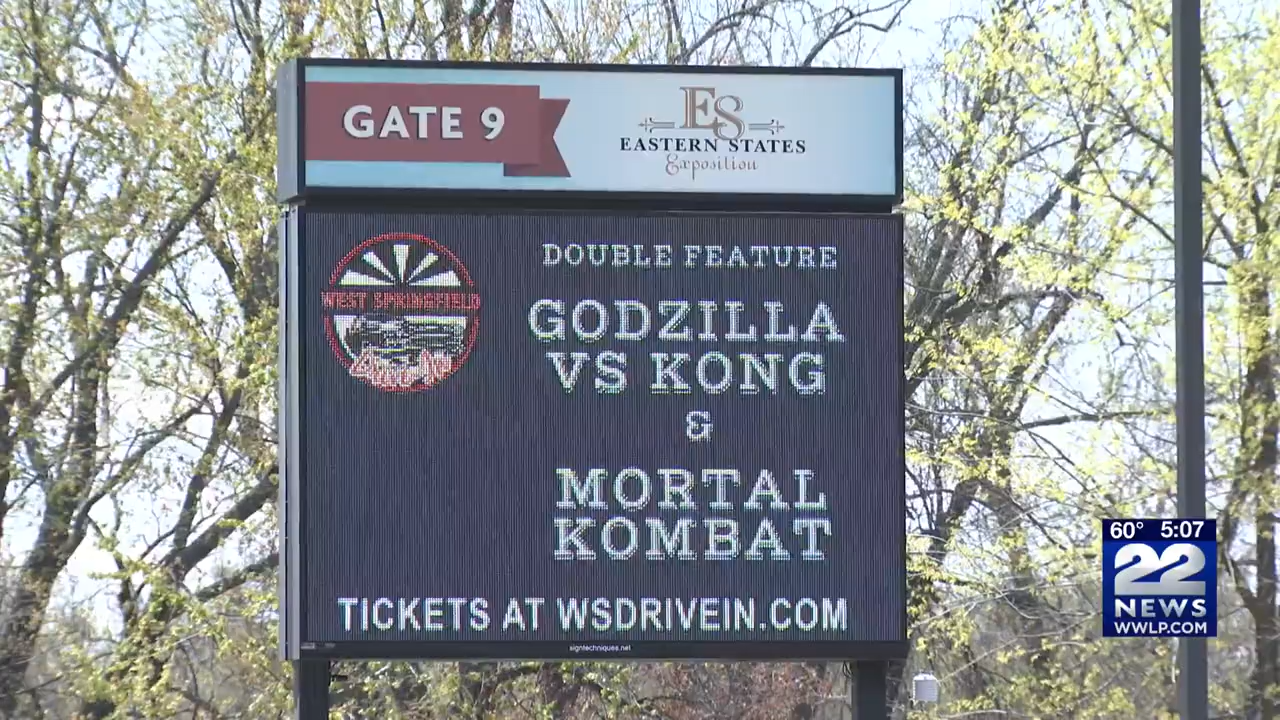 GATE 9
ES
EASTERN STATES
Exposition
DOUBLE FEATURE
WEST SPRINGFIELD
GODZILLA
VS KONG
&
MORTAL
KOMBAT
TICKETS AT WSDRIVEIN.COM
signtechniques.net
60° 5:07
22
NEWS
WWLP.COM